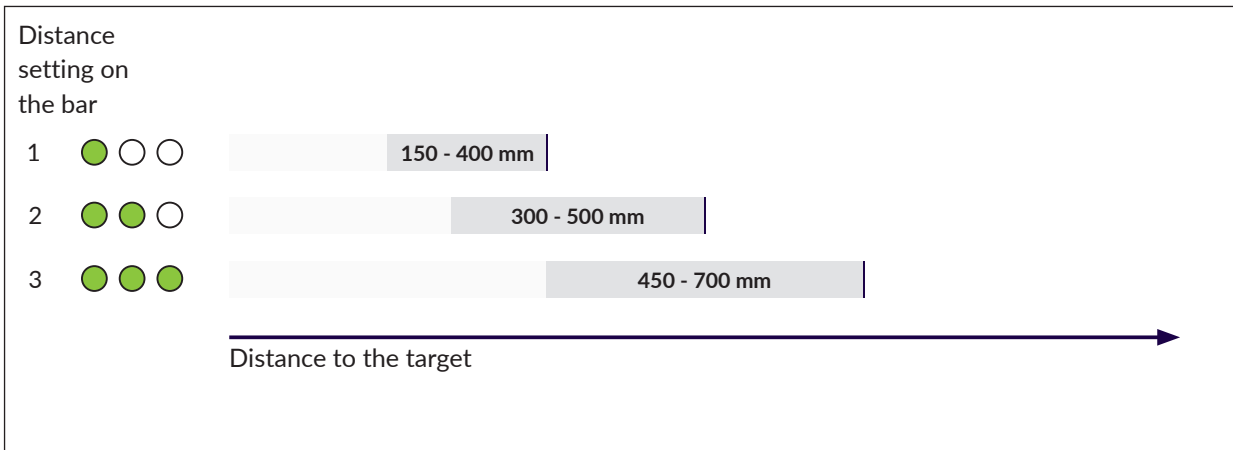 Distance
setting on
the bar
1 150 - 400 mm
2 300 - 500 mm
3 450 - 700 mm
Distance to the target